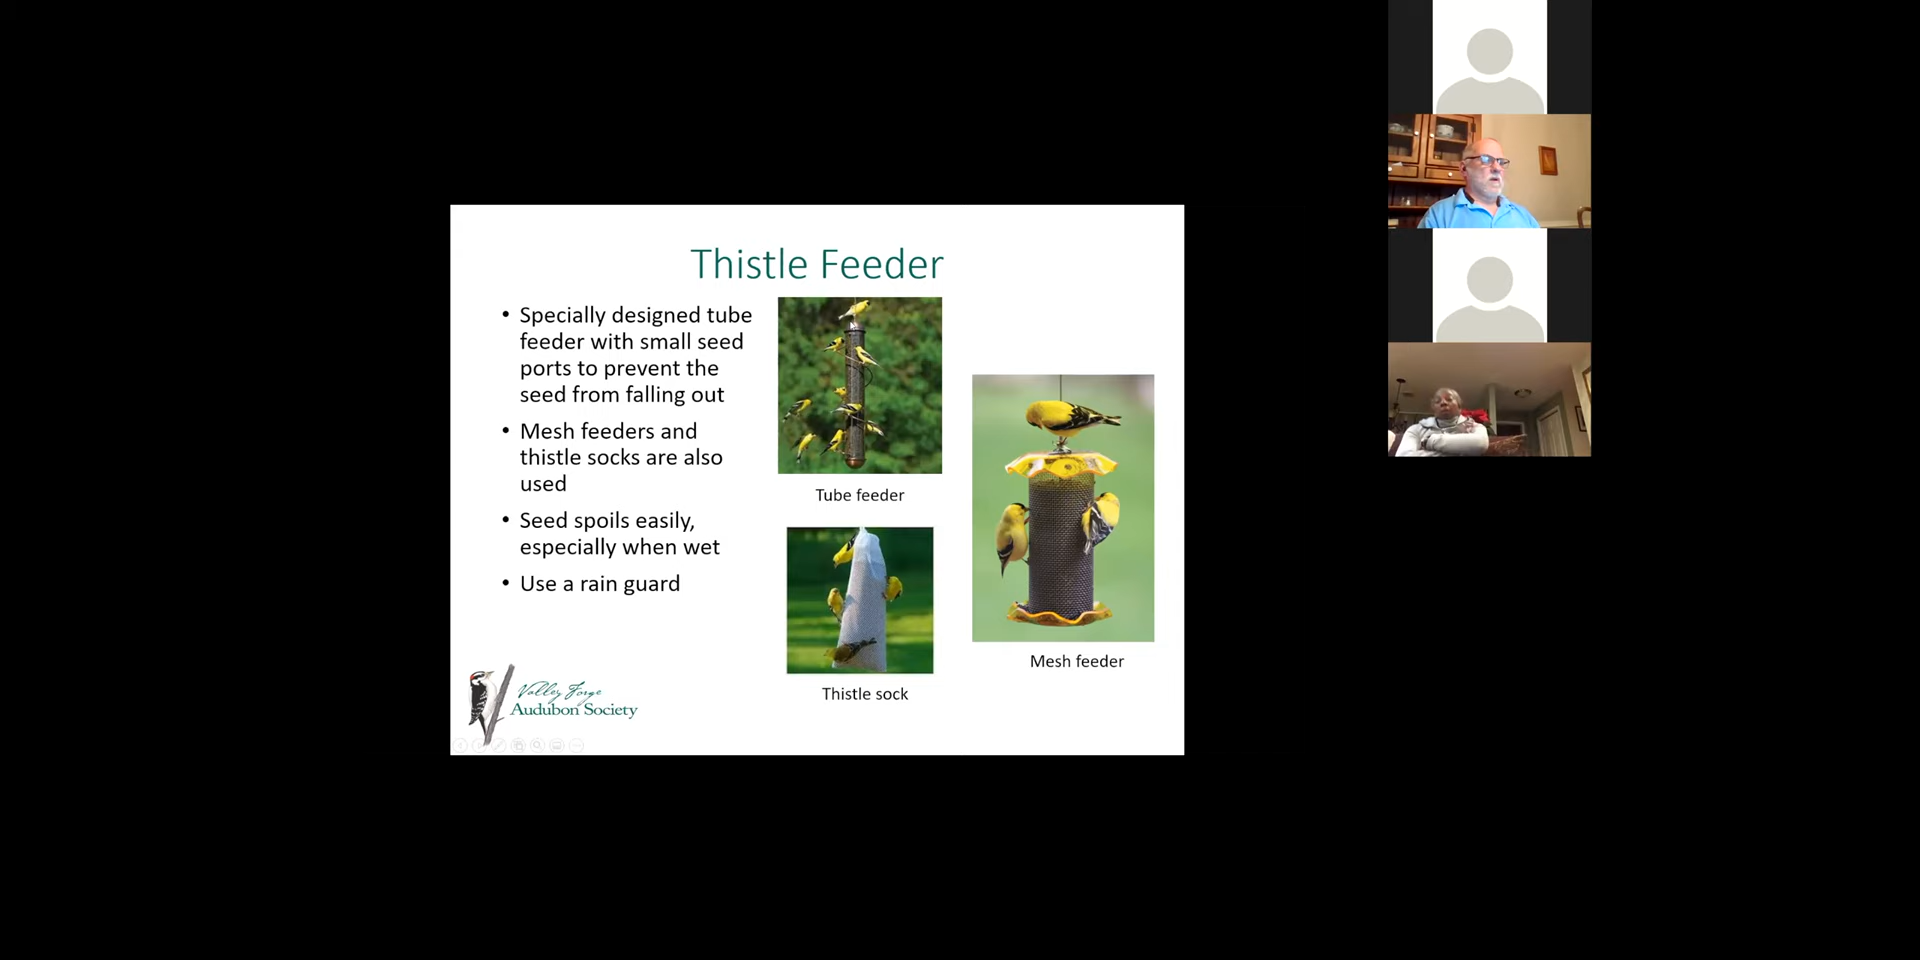 Thistle Feeder
• Specially designed tube
feeder with small seed
ports to prevent the
seed from falling out
• Mesh feeders and
thistle socks are also
used
• Seed spoils easily,
especially when wet
• Use a rain guard
Tube feeder
Thistle sock
Mesh feeder
Valley Forge
Audubon Society